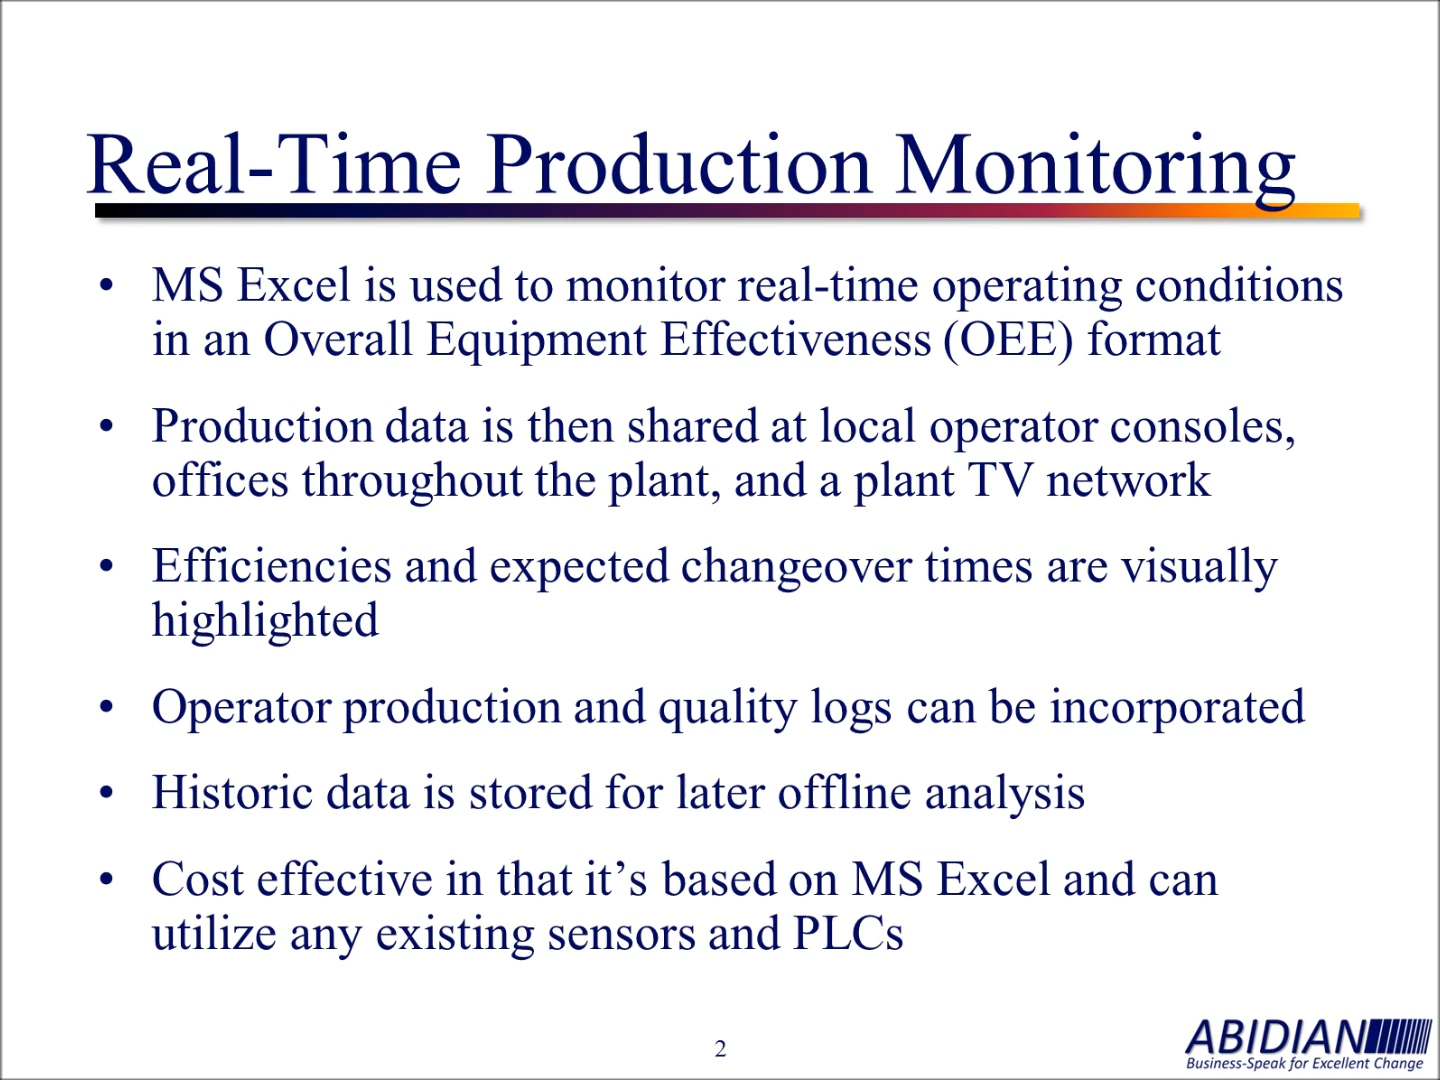 Real-Time Production Monitoring
• MS Excel is used to monitor real-time operating conditions
in an Overall Equipment Effectiveness (OEE) format
• Production data is then shared at local operator consoles,
offices throughout the plant, and a plant TV network
• Efficiencies and expected changeover times are visually
highlighted
• Operator production and quality logs can be incorporated
• Historic data is stored for later offline analysis
• Cost effective in that it’s based on MS Excel and can
utilize any existing sensors and PLCs
2
ABIDIAN
Business-Speak for Excellent Change